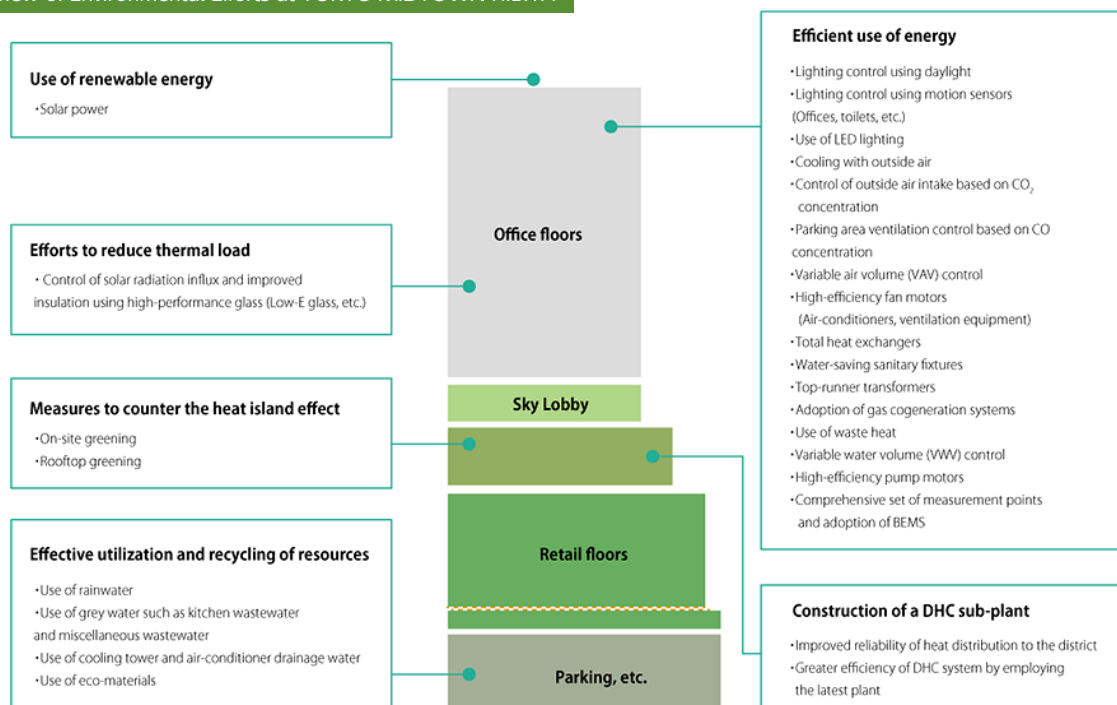 of Environmental Efforts at TOKYO MIDTOWN HIBIYA
Use of renewable energy
・Solar power
Efforts to reduce thermal load
・Control of solar radiation influx and improved
insulation using high-performance glass (Low-E glass, etc.)
Measures to counter the heat island effect
・On-site greening
・Rooftop greening
Effective utilization and recycling of resources
・Use of rainwater
・Use of grey water such as kitchen wastewater
and miscellaneous wastewater
・Use of cooling tower and air-conditioner drainage water
・Use of eco-materials
Office floors
Sky Lobby
Retail floors
Parking, etc.
Efficient use of energy
・Lighting control using daylight
・Lighting control using motion sensors
(Offices, toilets, etc.)
・Use of LED lighting
・Cooling with outside air
・Control of outside air intake based on CO₂
concentration
・Parking area ventilation control based on CO
concentration
・Variable air volume (VAV) control
・High-efficiency fan motors
(Air-conditioners, ventilation equipment)
・Total heat exchangers
・Water-saving sanitary fixtures
・Top-runner transformers
・Adoption of gas cogeneration systems
・Use of waste heat
・Variable water volume (VWV) control
・High-efficiency pump motors
・Comprehensive set of measurement points
and adoption of BEMS
Construction of a DHC sub-plant
・Improved reliability of heat distribution to the district
・Greater efficiency of DHC system by employing
the latest plant